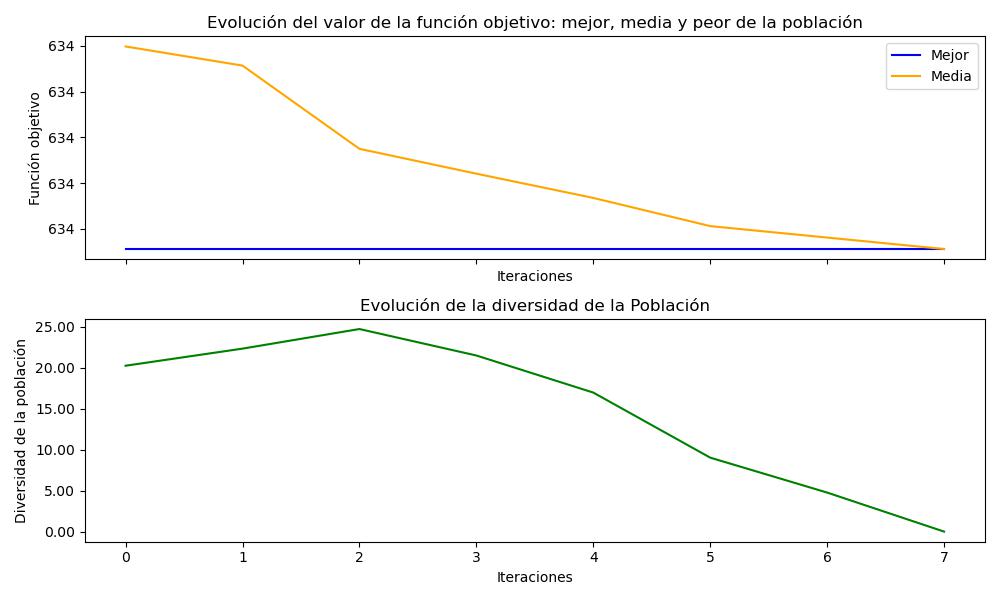 Evolución del valor de la función objetivo: mejor, media y peor de la población
634
634
634
634
634
Función objetivo
Mejor
Media
Iteraciones
Evolución de la diversidad de la Población
25.00
20.00
15.00
10.00
5.00
0.00
Diversidad de la población
0 1 2 3 4 5 6 7
Iteraciones